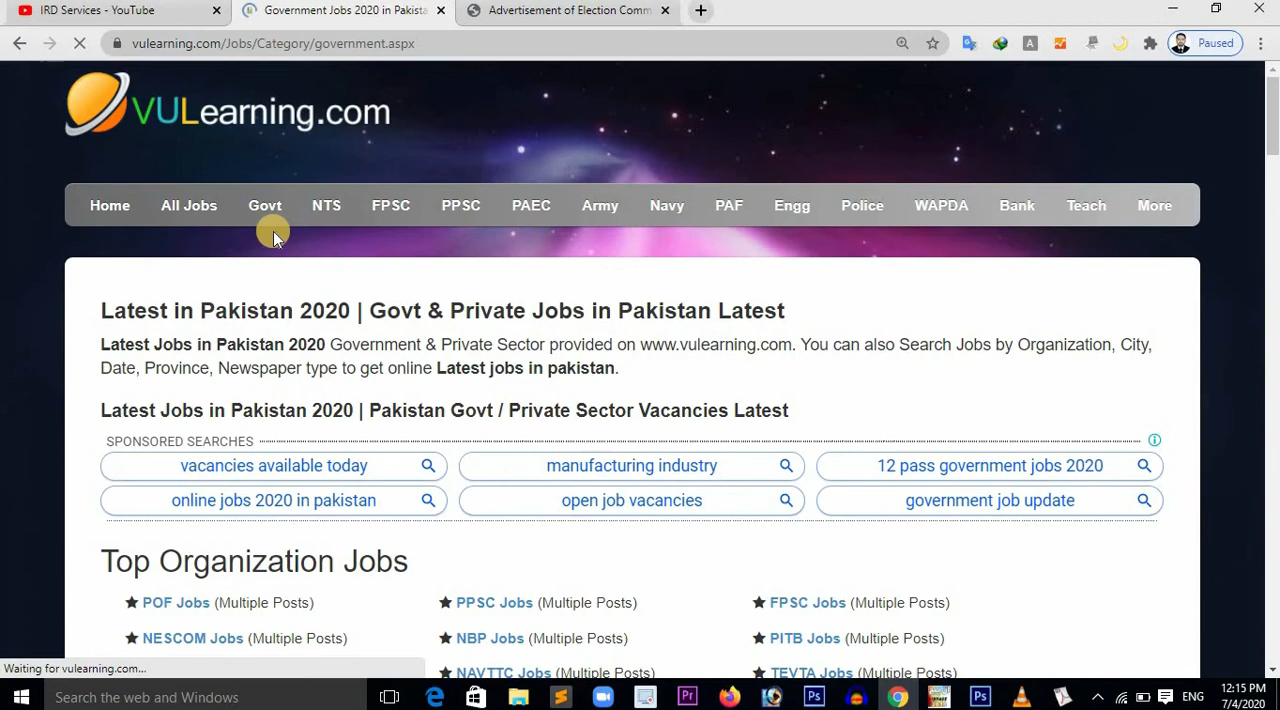 IRD Services - YouTube
Government Jobs 2020 in Pakista
Advertisement of Election Comm
vulearning.com/Jobs/Category/government.aspx
A
Paused
VULearning.com
Home All Jobs Govt NTS FPSC PPSC PAEC Army Navy PAF Engg Police WAPDA Bank Teach More
Latest in Pakistan 2020 | Govt & Private Jobs in Pakistan Latest
Latest Jobs in Pakistan 2020 Government & Private Sector provided on www.vulearning.com. You can also Search Jobs by Organization, City,
Date, Province, Newspaper type to get online Latest jobs in pakistan.
Latest Jobs in Pakistan 2020 | Pakistan Govt / Private Sector Vacancies Latest
SPONSORED SEARCHES
vacancies available today
manufacturing industry
12 pass government jobs 2020
online jobs 2020 in pakistan
open job vacancies
government job update
Top Organization Jobs
★ POF Jobs (Multiple Posts)
★ PPSC Jobs (Multiple Posts)
★ FPSC Jobs (Multiple Posts)
★ NESCOM Jobs (Multiple Posts)
★ NBP Jobs (Multiple Posts)
★ PITB Jobs (Multiple Posts)
★ NAVTTC Jobs (Multiple Posts)
★ TEVTA Jobs (Multiple Posts)
Waiting for vulearning.com...
Search the web and Windows
Pr
Ps
Ps
ENG
12:15 PM
7/4/2020